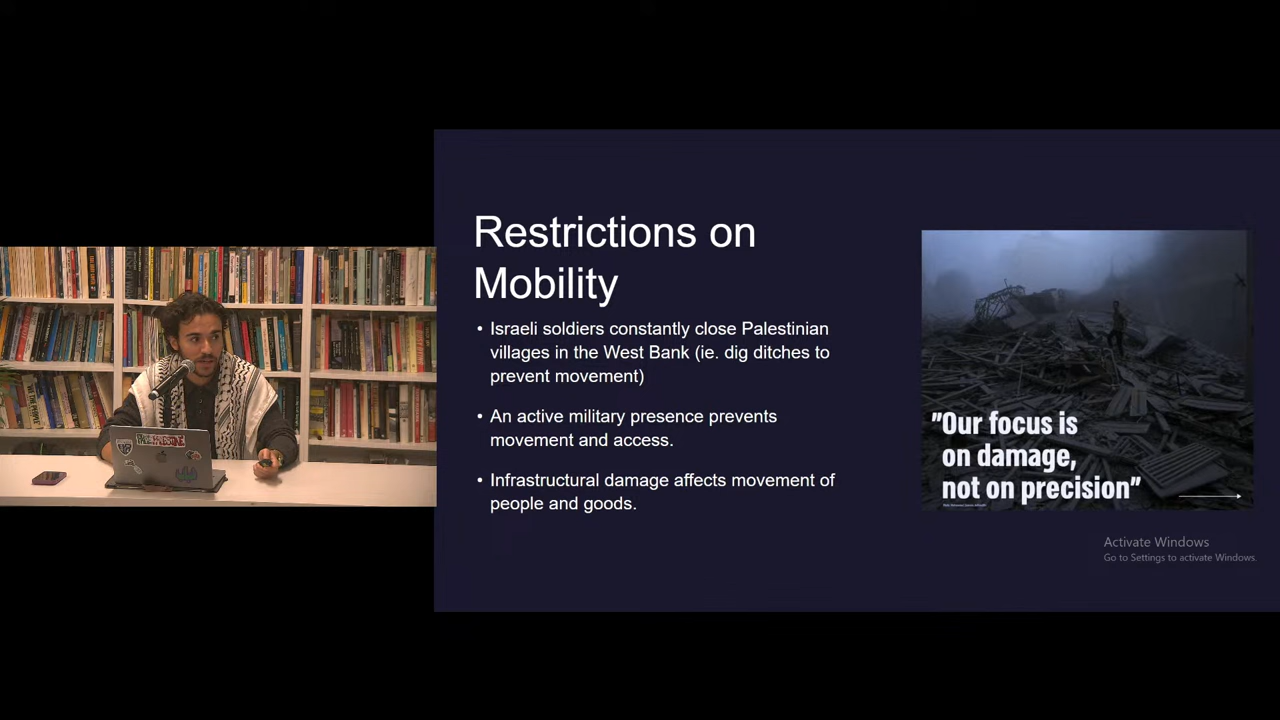 Restrictions on
Mobility
• Israeli soldiers constantly close Palestinian
villages in the West Bank (ie. dig ditches to
prevent movement)
• An active military presence prevents
movement and access.
• Infrastructural damage affects movement of
people and goods.
"Our focus is
on damage,
not on precision"
Activate Windows
Go to Settings to activate Windows.